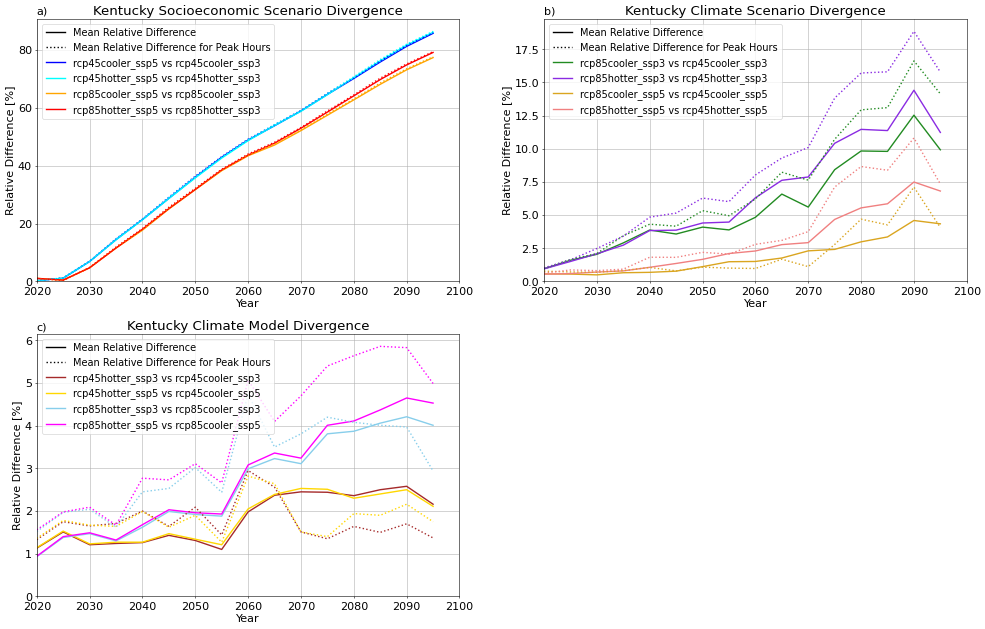 a)
Kentucky Socioeconomic Scenario Divergence
Relative Difference [%]
80
60
40
20
0
Mean Relative Difference
Mean Relative Difference for Peak Hours
rcp45cooler_ssp5 vs rcp45cooler_ssp3
rcp45hotter_ssp5 vs rcp45hotter_ssp3
rcp85cooler_ssp5 vs rcp85cooler_ssp3
rcp85hotter_ssp5 vs rcp85hotter_ssp3
2020 2030 2040 2050 2060 2070 2080 2090 2100
Year
b)
Kentucky Climate Scenario Divergence
Relative Difference [%]
17.5
15.0
12.5
10.0
7.5
5.0
2.5
0.0
Mean Relative Difference
Mean Relative Difference for Peak Hours
rcp85cooler_ssp3 vs rcp45cooler_ssp3
rcp85hotter_ssp3 vs rcp45hotter_ssp3
rcp85cooler_ssp5 vs rcp45cooler_ssp5
rcp85hotter_ssp5 vs rcp45hotter_ssp5
2020 2030 2040 2050 2060 2070 2080 2090 2100
Year
c)
Kentucky Climate Model Divergence
Relative Difference [%]
6
5
4
3
2
1
0
Mean Relative Difference
Mean Relative Difference for Peak Hours
rcp45hotter_ssp3 vs rcp45cooler_ssp3
rcp45hotter_ssp5 vs rcp45cooler_ssp5
rcp85hotter_ssp3 vs rcp85cooler_ssp3
rcp85hotter_ssp5 vs rcp85cooler_ssp5
2020 2030 2040 2050 2060 2070 2080 2090 2100
Year